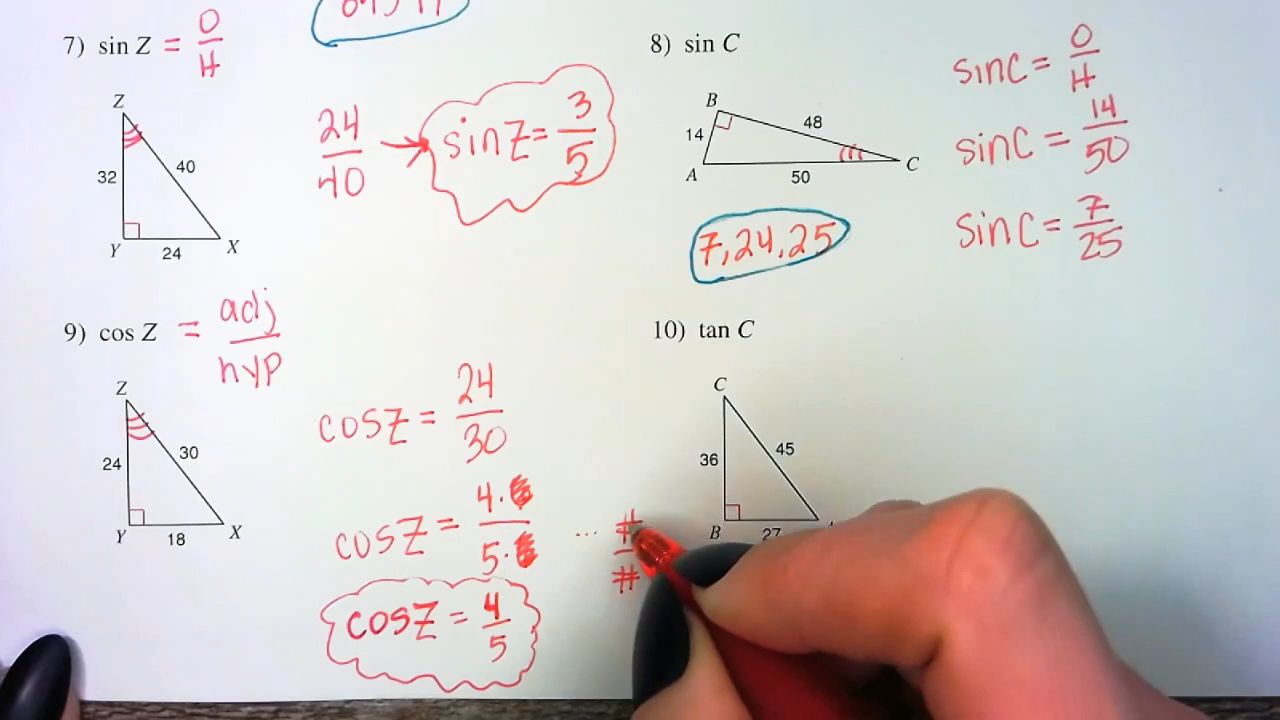 7) sin Z = O/H
Z
40
32
Y 24 X
24/40 → sin Z = 3/5
8) sin C
B
48
14
A 50 C
7, 24, 25
sin C = O/H
sin C = 14/50
sin C = 7/25
9) cos Z = adj/hyp
Z
30
24
Y 18 X
cos Z = 24/30
cos Z = 4·/5· ... #/#
cos Z = 4/5
10) tan C
C
45
36
B 27